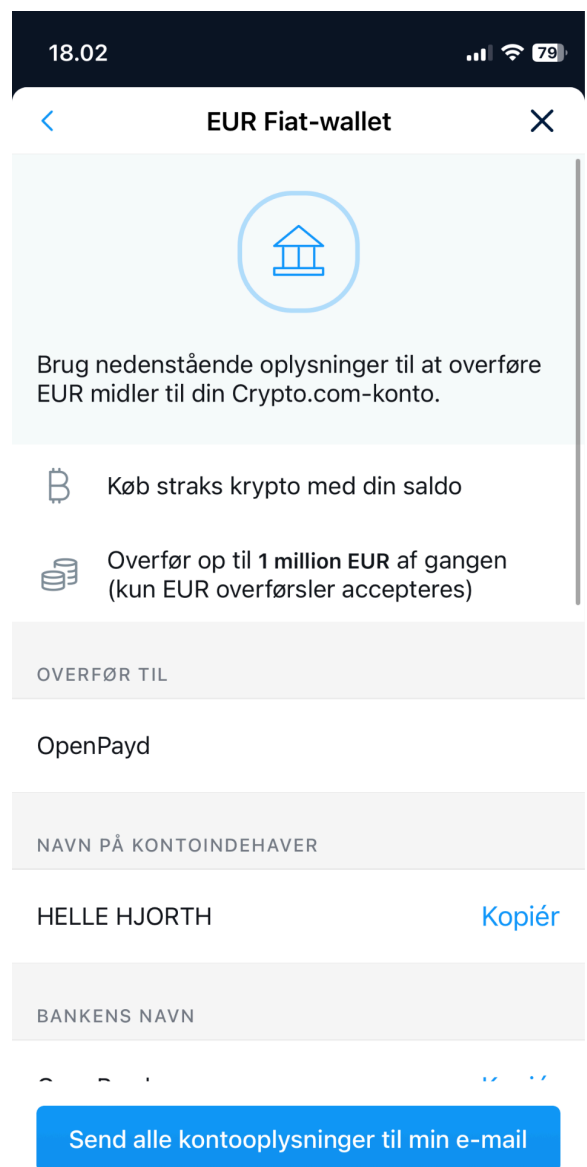 18.02
79
EUR Fiat-wallet
Brug nedenstående oplysninger til at overføre
EUR midler til din Crypto.com-konto.
Køb straks krypto med din saldo
Overfør op til 1 million EUR af gangen
(kun EUR overførsler accepteres)
OVERFØR TIL
OpenPayd
NAVN PÅ KONTOINDEHAVER
HELLE HJORTH
Kopiér
BANKENS NAVN
Send alle kontooplysninger til min e-mail